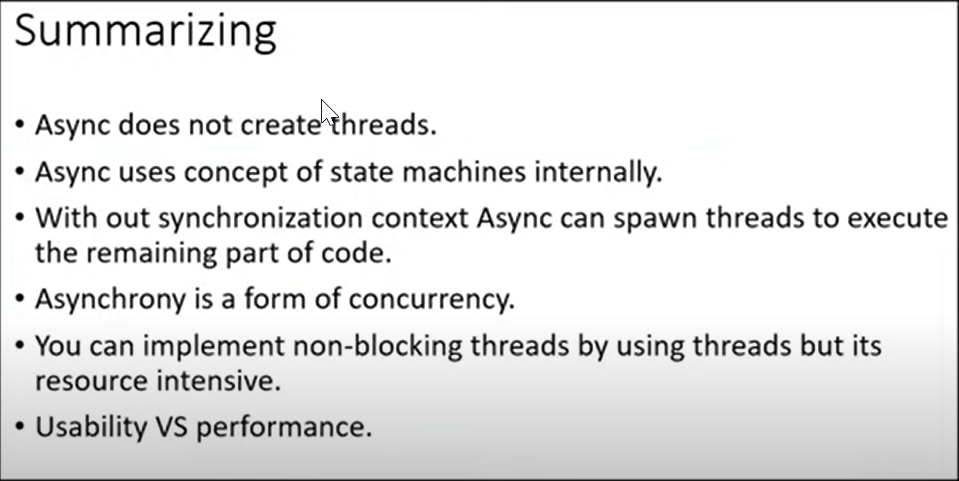 Summarizing
• Async does not create threads.
• Async uses concept of state machines internally.
• With out synchronization context Async can spawn threads to execute
the remaining part of code.
• Asynchrony is a form of concurrency.
• You can implement non-blocking threads by using threads but its
resource intensive.
• Usability VS performance.